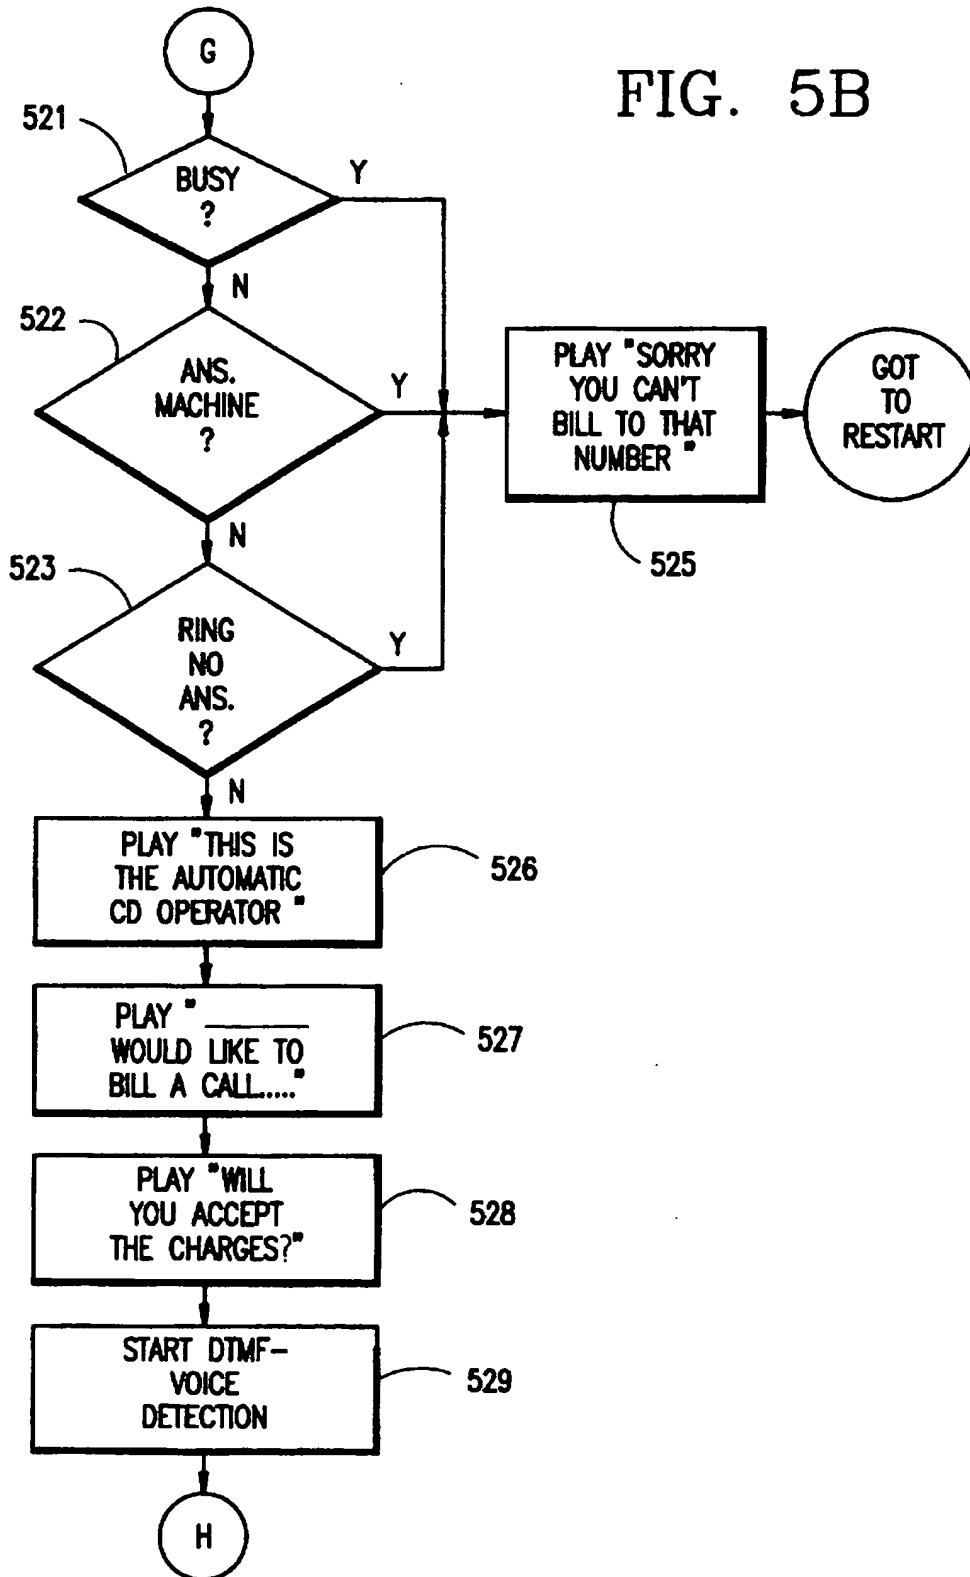 G
FIG. 5B
521
BUSY
?
Y
N
522
ANS.
MACHINE
?
Y
PLAY "SORRY
YOU CAN'T
BILL TO THAT
NUMBER "
GOT
TO
RESTART
525
N
523
RING
NO
ANS.
?
Y
N
PLAY "THIS IS
THE AUTOMATIC
CD OPERATOR "
526
PLAY " ______
WOULD LIKE TO
BILL A CALL....."
527
PLAY "WILL
YOU ACCEPT
THE CHARGES?"
528
START DTMF-
VOICE
DETECTION
529
H